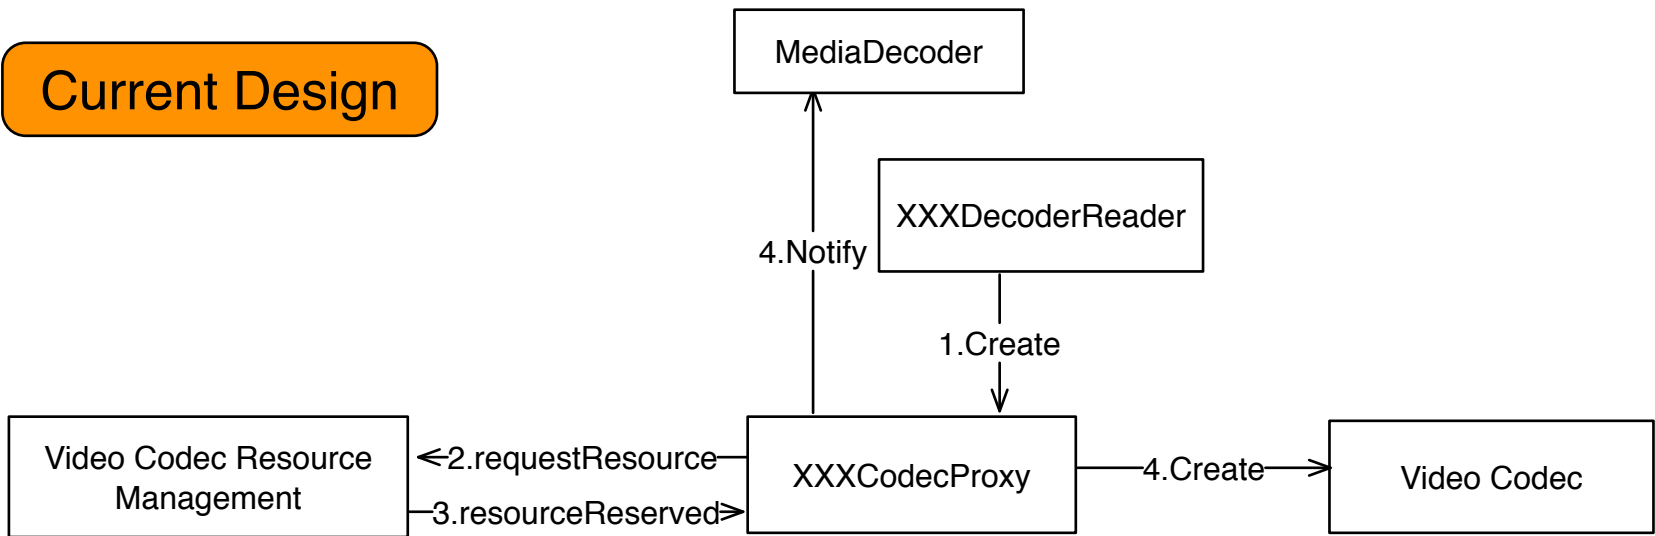 MediaDecoder
Current Design
XXXDecoderReader
4.Notify
1.Create
Video Codec Resource
Management
2.requestResource
3.resourceReserved
XXXCodecProxy
4.Create
Video Codec